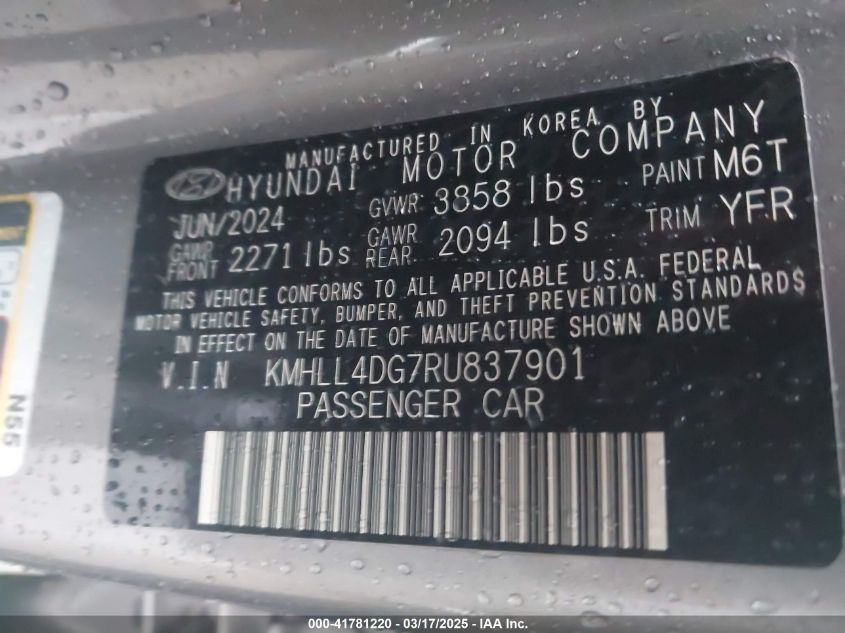 MANUFACTURED IN KOREA BY
HYUNDAI MOTOR COMPANY
JUN/2024 GVWR 3858 lbs PAINT M6T
GAWR FRONT 2271 lbs GAWR REAR 2094 lbs TRIM YFR
THIS VEHICLE CONFORMS TO ALL APPLICABLE U.S.A. FEDERAL
MOTOR VEHICLE SAFETY, BUMPER, AND THEFT PREVENTION STANDARDS
IN EFFECT ON THE DATE OF MANUFACTURE SHOWN ABOVE
V.I.N KMHLL4DG7RU837901
PASSENGER CAR
N55
000-41781220 - 03/17/2025 - IAA Inc.